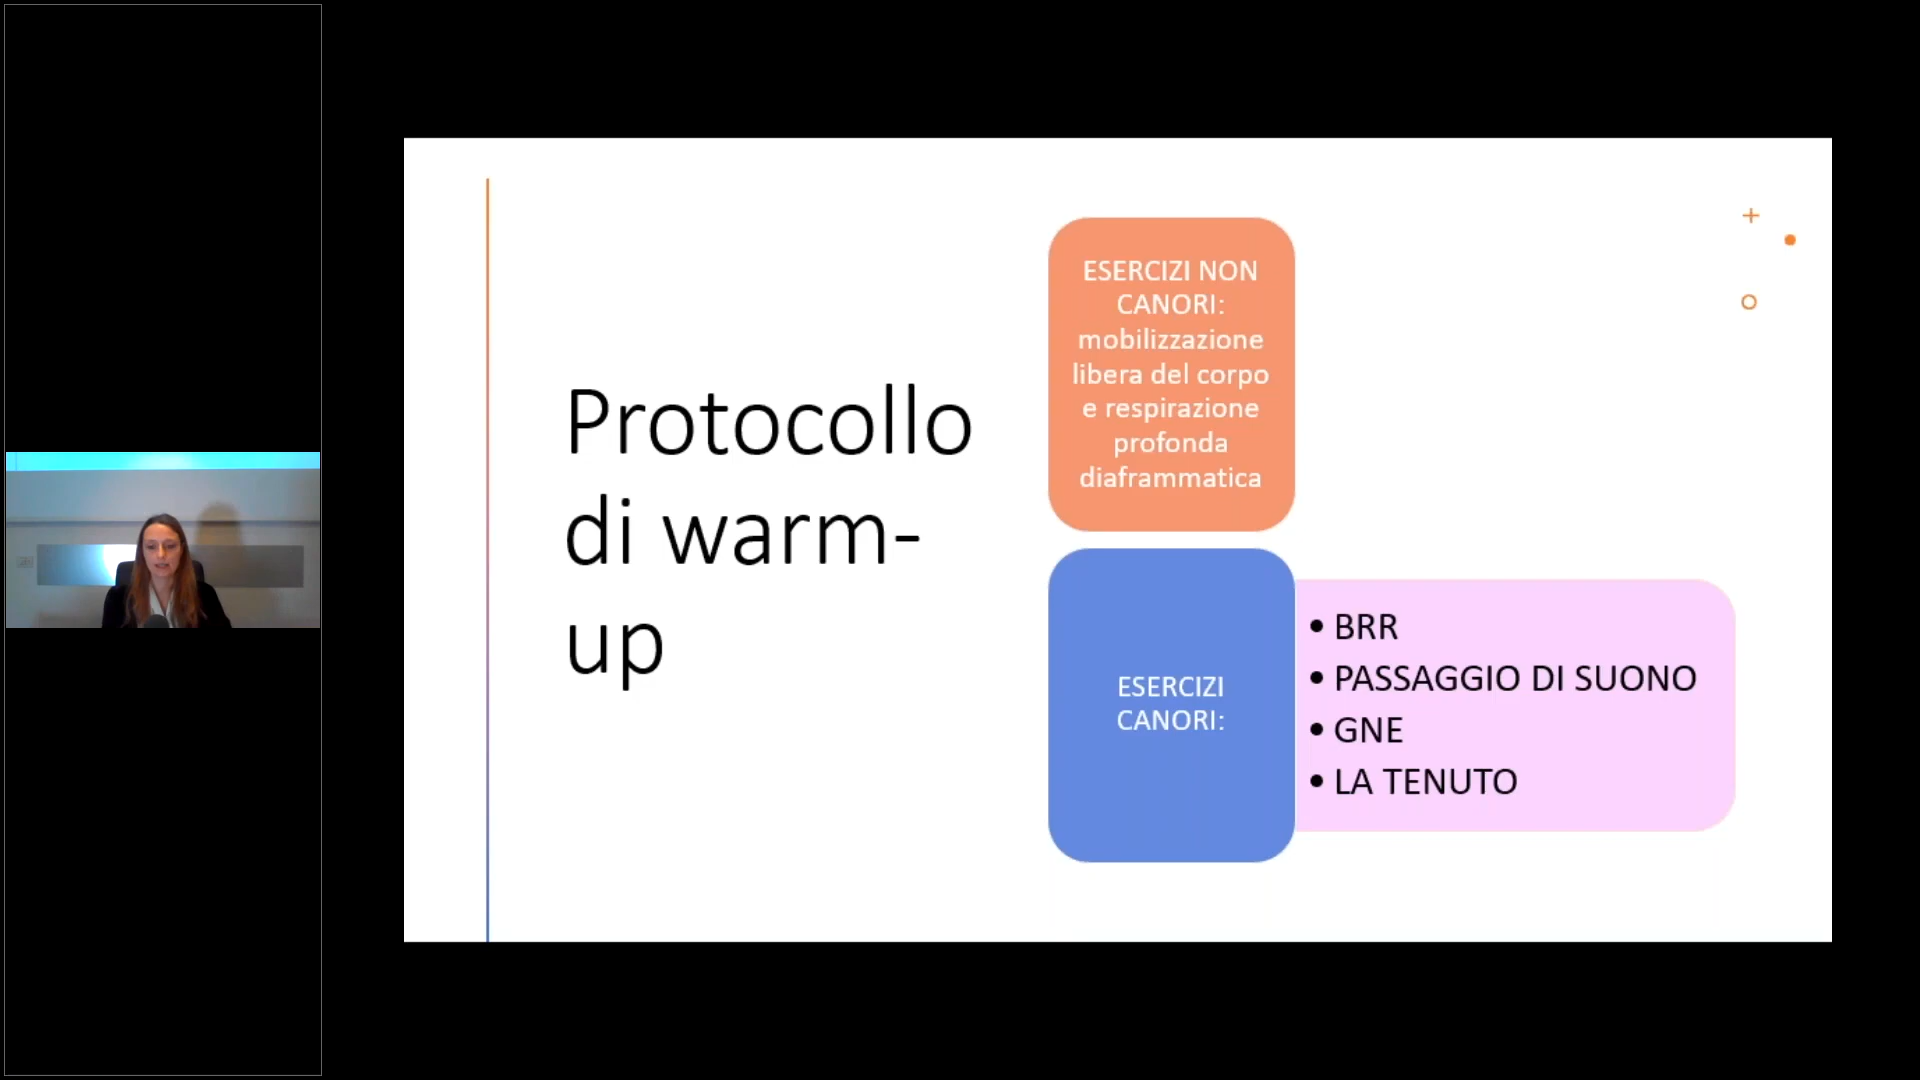 Protocollo
di warm-
up
ESERCIZI NON
CANORI:
mobilizzazione
libera del corpo
e respirazione
profonda
diaframmatica
ESERCIZI
CANORI:
• BRR
• PASSAGGIO DI SUONO
• GNE
• LA TENUTO